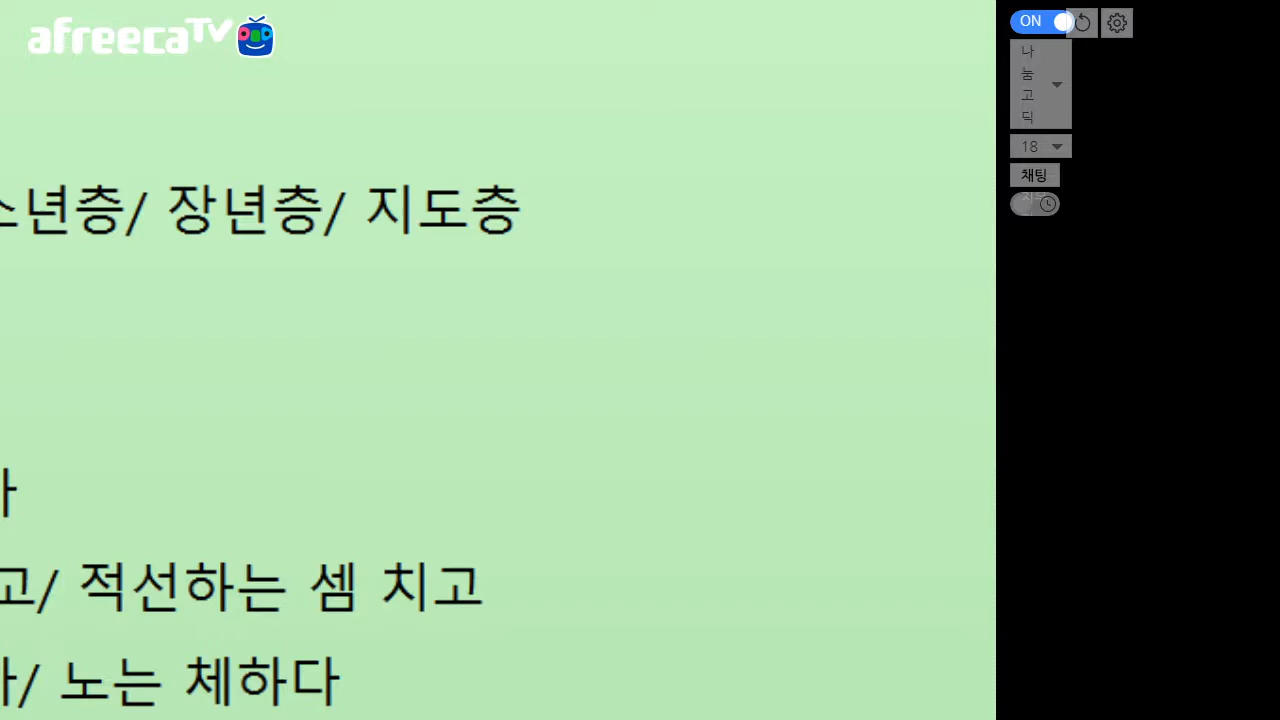 afreecaTV
ON
나
눔
고
딕
18
채팅
소년층/ 장년층/ 지도층
고/ 적선하는 셈 치고
/ 노는 체하다